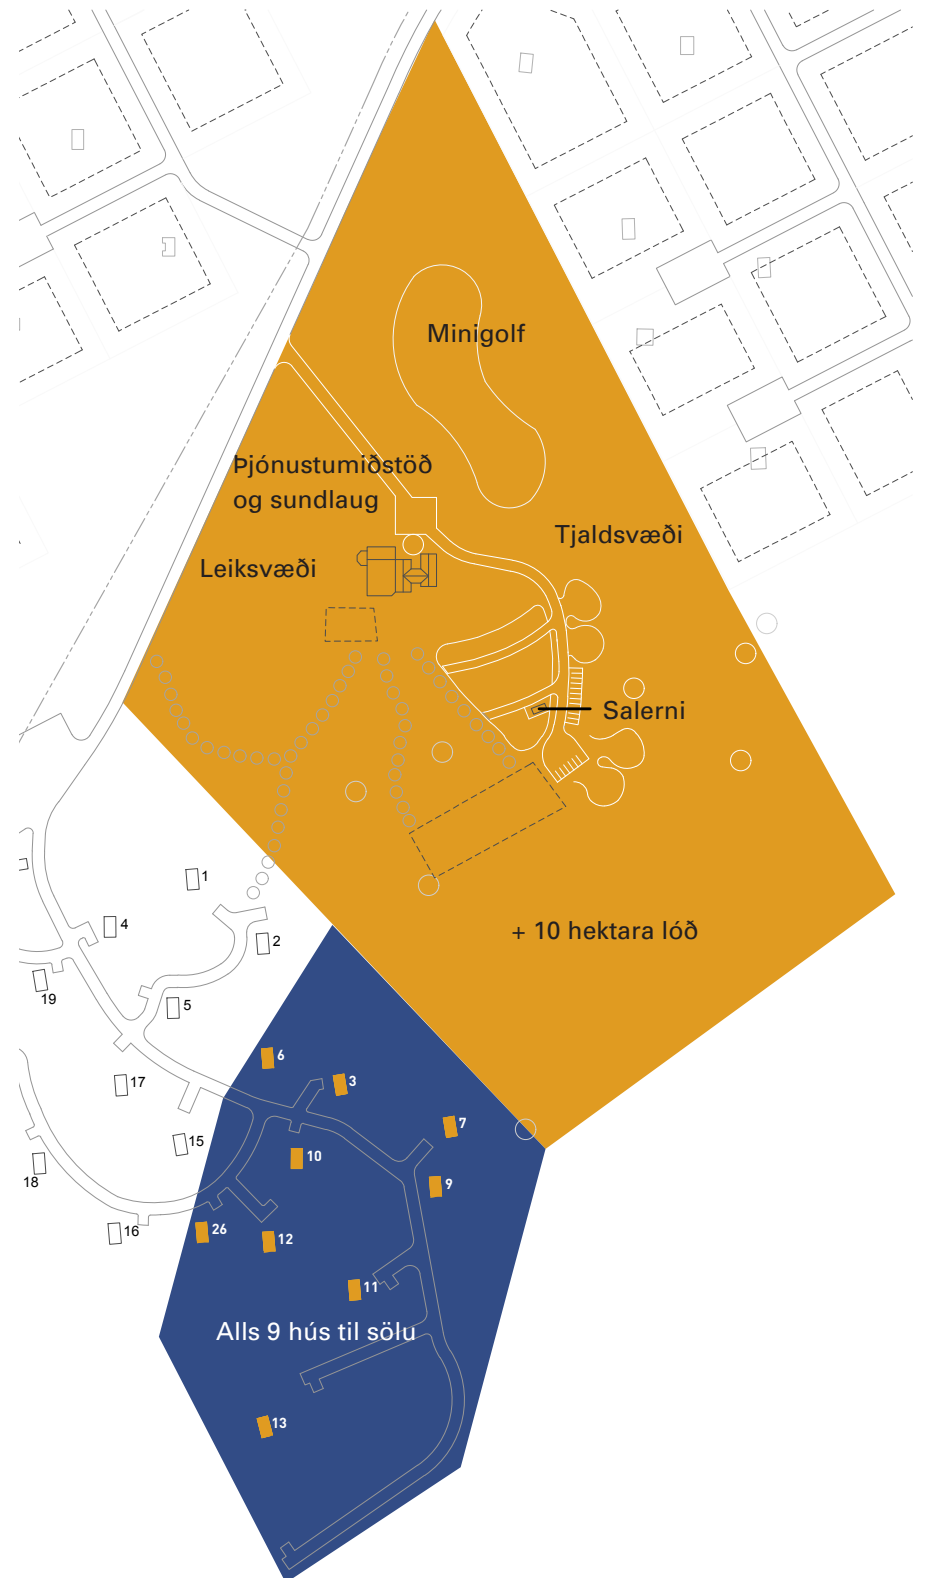 Minigolf
Þjónustumiðstöð
og sundlaug
Tjaldsvæði
Leiksvæði
Salerni
1
4
+ 10 hektara lóð
2
19
5
6
17
3
7
15
10
18
9
16
26
12
11
Alls 9 hús til sölu
13